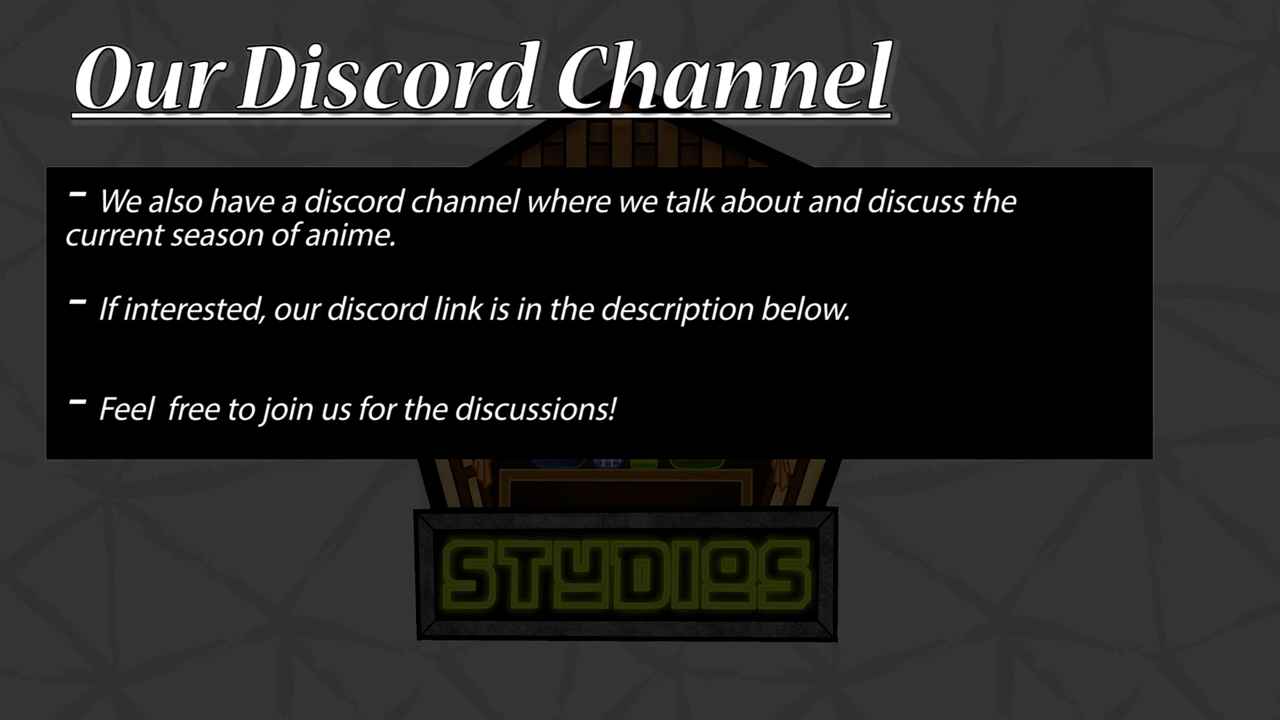 Our Discord Channel
- We also have a discord channel where we talk about and discuss the
current season of anime.
- If interested, our discord link is in the description below.
- Feel  free to join us for the discussions!
STUDIOS